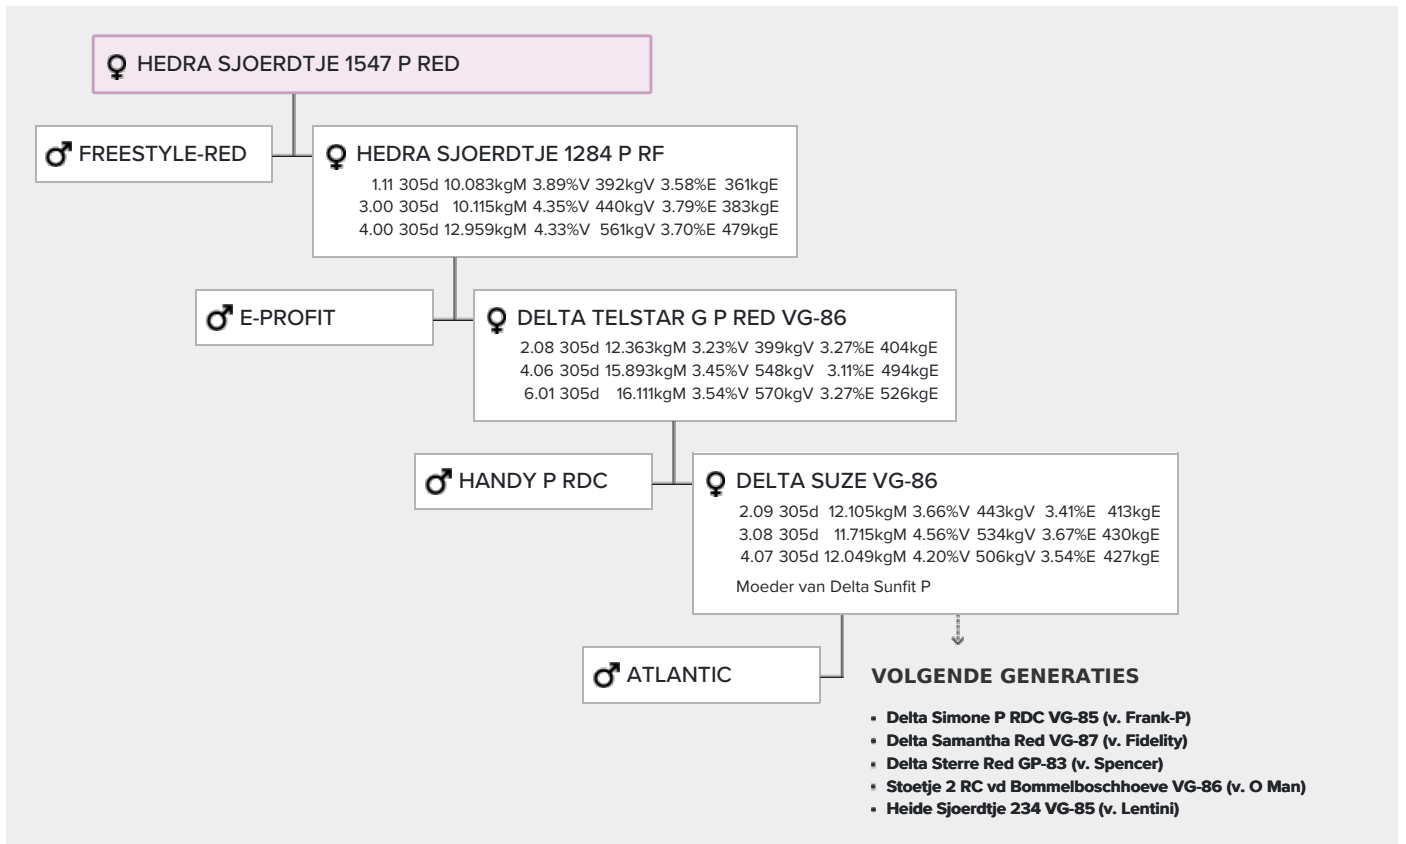 HEDRA SJOERDTJE 1547 P RED
FREESTYLE-RED
HEDRA SJOERDTJE 1284 P RF
1.11 305d 10.083kgM 3.89%V 392kgV 3.58%E 361kgE
3.00 305d 10.115kgM 4.35%V 440kgV 3.79%E 383kgE
4.00 305d 12.959kgM 4.33%V 561kgV 3.70%E 479kgE
E-PROFIT
DELTA TELSTAR G P RED VG-86
2.08 305d 12.363kgM 3.23%V 399kgV 3.27%E 404kgE
4.06 305d 15.893kgM 3.45%V 548kgV 3.11%E 494kgE
6.01 305d 16.111kgM 3.54%V 570kgV 3.27%E 526kgE
HANDY P RDC
DELTA SUZE VG-86
2.09 305d 12.105kgM 3.66%V 443kgV 3.41%E 413kgE
3.08 305d 11.715kgM 4.56%V 534kgV 3.67%E 430kgE
4.07 305d 12.049kgM 4.20%V 506kgV 3.54%E 427kgE
Moeder van Delta Sunfit P
ATLANTIC
VOLGENDE GENERATIES
Delta Simone P RDC VG-85 (v. Frank-P)
Delta Samantha Red VG-87 (v. Fidelity)
Delta Sterre Red GP-83 (v. Spencer)
Stoetje 2 RC vd Bommelboschhoeve VG-86 (v. O Man)
Heide Sjoerdtje 234 VG-85 (v. Lentini)